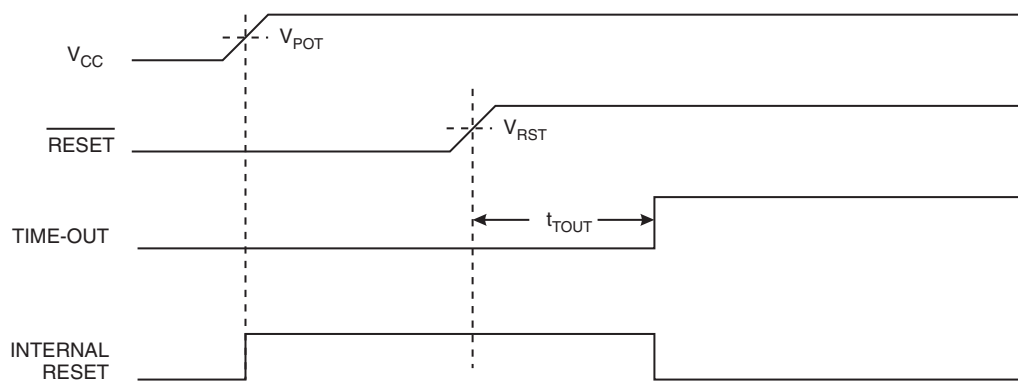 V_CC
V_POT
RESET
V_RST
TIME-OUT
t_TOUT
INTERNAL
RESET